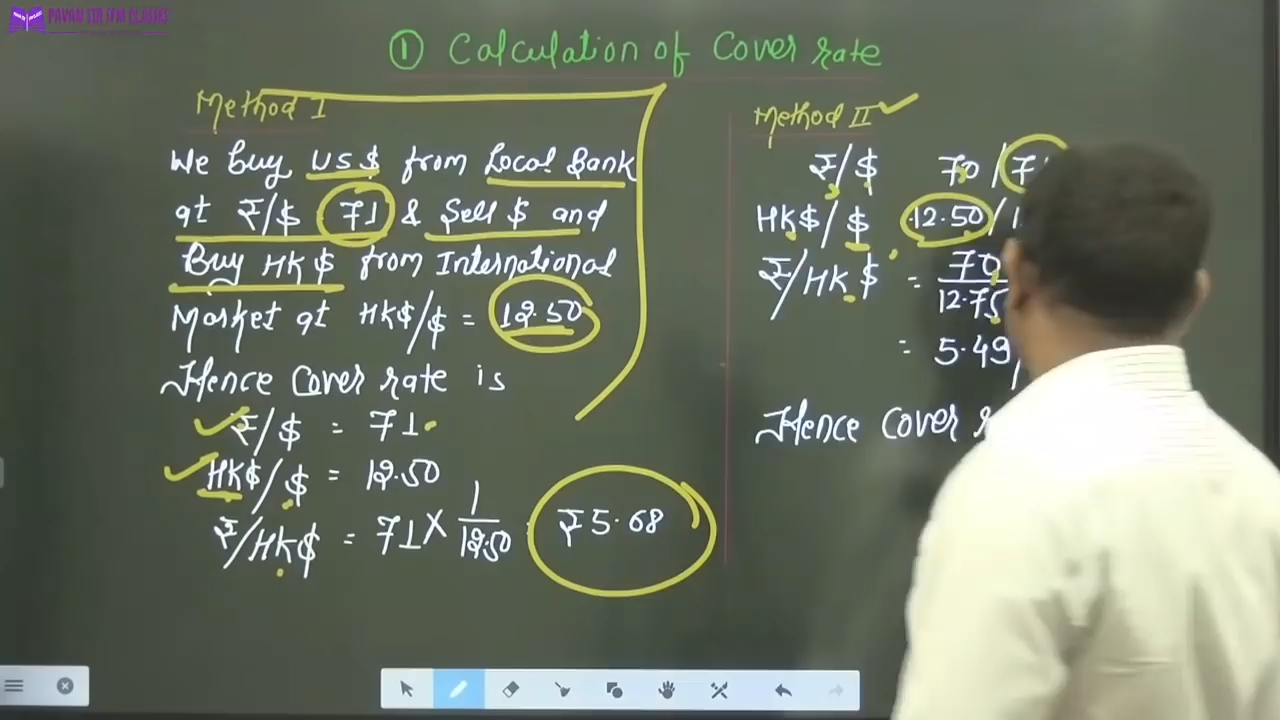 PAVAN SIR SFM CLASSES
① Calculation of Cover rate
Method I
We buy US$ from Local Bank
at ₹/$ 71 & Sell $ and
Buy HK$ from International
Market at HK$/$ = 12.50
Hence Cover rate is
₹/$ = 71
HK$/$ = 12.50
₹/HK$ = 71 × 1/12.50 ₹5.68
Method II
₹/$ 70/
HK$/$ 12.50/
₹/HK$ = 70/12.75
= 5.49/
Hence cover